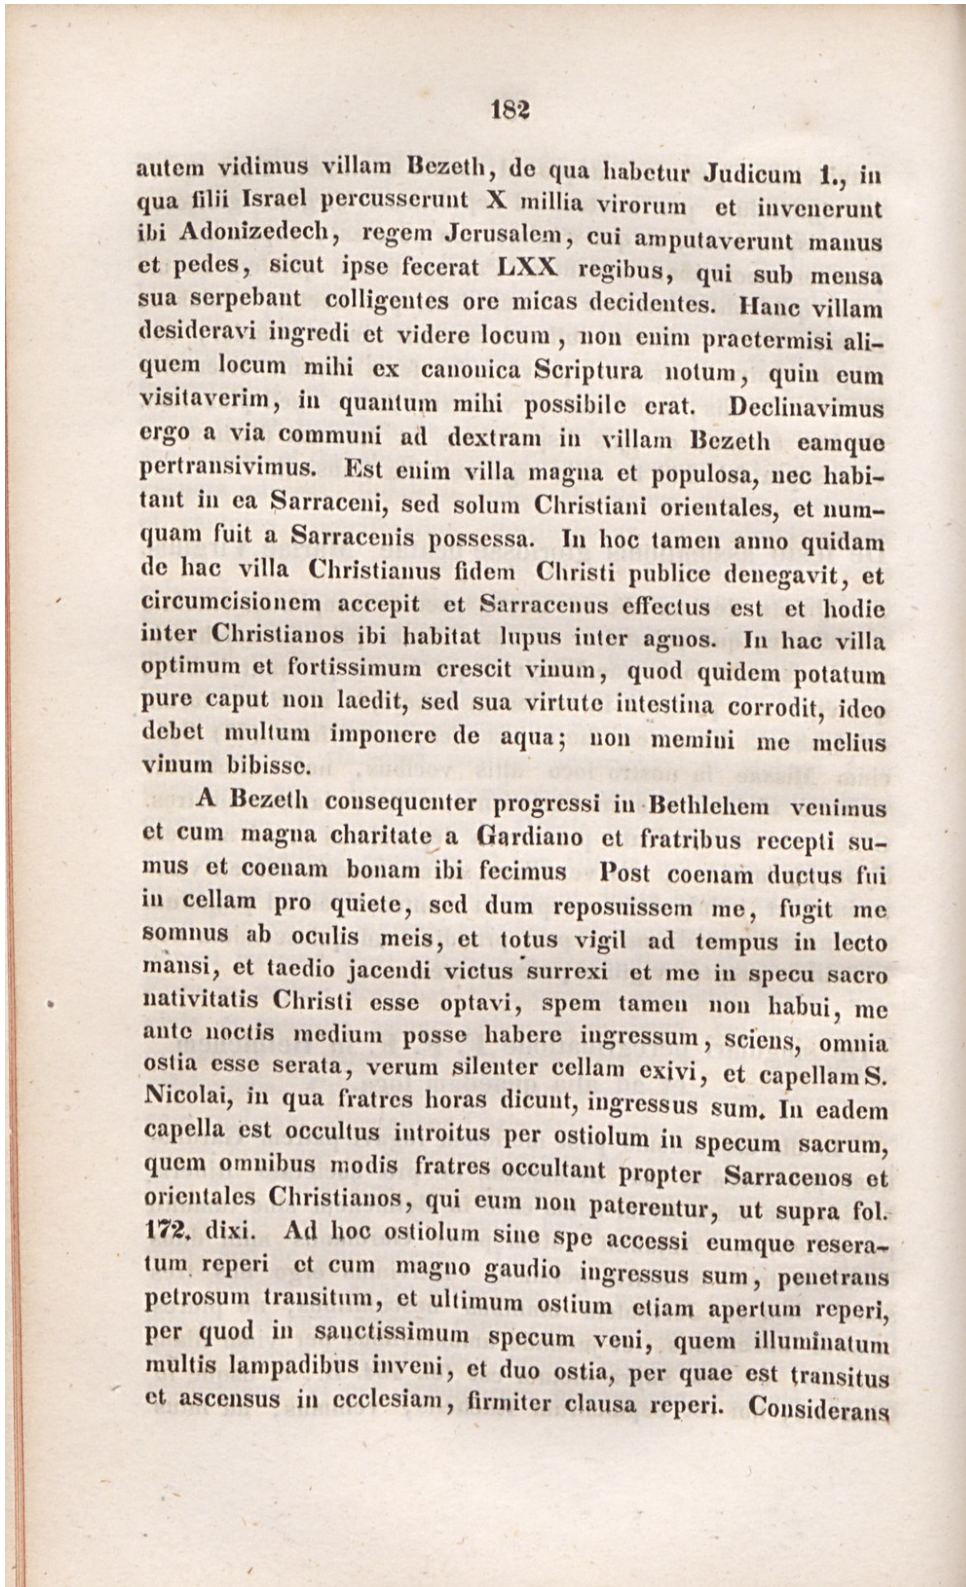 182
autem vidimus villam Bezeth, de qua habetur Judicum 1., in
qua filii Israel percusserunt X millia virorum et invenerunt
ibi Adonizedech, regem Jerusalem, cui amputaverunt manus
et pedes, sicut ipse fecerat LXX regibus, qui sub mensa
sua serpebant colligentes ore micas decidentes. Hanc villam
desideravi ingredi et videre locum, non enim praetermisi ali-
quem locum mihi ex canonica Scriptura notum, quin eum
visitaverim, in quantum mihi possibile erat. Declinavimus
ergo a via communi ad dextram in villam Bezeth eamque
pertransivimus. Est enim villa magna et populosa, nec habi-
tant in ea Sarraceni, sed solum Christiani orientales, et num-
quam fuit a Sarracenis possessa. In hoc tamen anno quidam
de hac villa Christianus fidem Christi publice denegavit, et
circumcisionem accepit et Sarracenus effectus est et hodie
inter Christianos ibi habitat lupus inter agnos. In hac villa
optimum et fortissimum crescit vinum, quod quidem potatum
pure caput non laedit, sed sua virtute intestina corrodit, ideo
debet multum imponere de aqua; non memini me melius
vinum bibisse.
A Bezeth consequenter progressi in Bethlehem venimus
et cum magna charitate a Gardiano et fratribus recepti su-
mus et coenam bonam ibi fecimus Post coenam ductus fui
in cellam pro quiete, sed dum reposuissem me, fugit me
somnus ab oculis meis, et totus vigil ad tempus in lecto
mansi, et taedio jacendi victus surrexi et me in specu sacro
nativitatis Christi esse optavi, spem tamen non habui, me
ante noctis medium posse habere ingressum, sciens, omnia
ostia esse serata, verum silenter cellam exivi, et capellam S.
Nicolai, in qua fratres horas dicunt, ingressus sum. In eadem
capella est occultus introitus per ostiolum in specum sacrum,
quem omnibus modis fratres occultant propter Sarracenos et
orientales Christianos, qui eum non paterentur, ut supra fol.
172. dixi. Ad hoc ostiolum sine spe accessi eumque resera-
tum reperi et cum magno gaudio ingressus sum, penetrans
petrosum transitum, et ultimum ostium etiam apertum reperi,
per quod in sanctissimum specum veni, quem illuminatum
multis lampadibus inveni, et duo ostia, per quae est transitus
et ascensus in ecclesiam, firmiter clausa reperi. Considerans